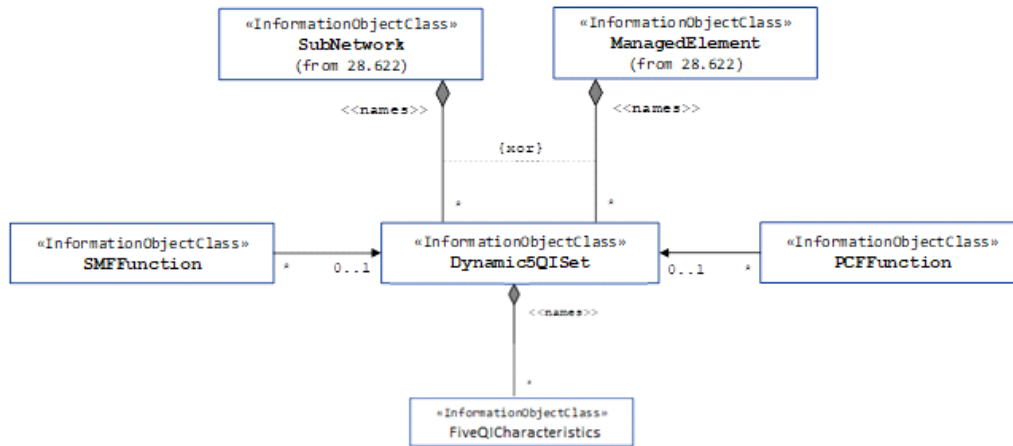 «InformationObjectClass»
SubNetwork
(from 28.622)
«InformationObjectClass»
ManagedElement
(from 28.622)
<<names>>
<<names>>
{xor}
*
*
«InformationObjectClass»
SMFFunction
*
0..1
«InformationObjectClass»
Dynamic5QISet
0..1
*
«InformationObjectClass»
PCFFunction
<<names>>
*
«InformationObjectClass»
FiveQICharacteristics